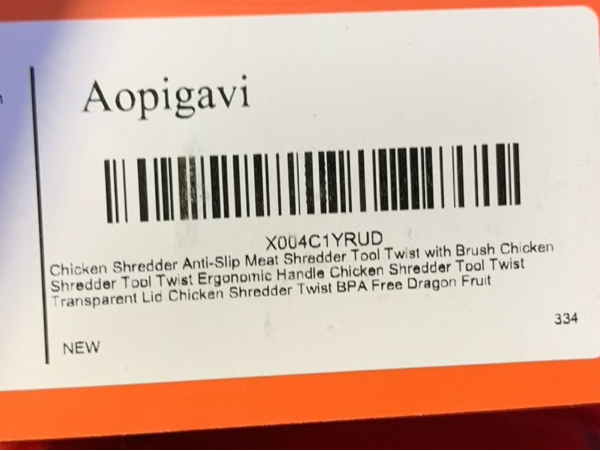 Aopigavi
X004C1YRUD
Chicken Shredder Anti-Slip Meat Shredder Tool Twist with Brush Chicken
Shredder Tool Twist Ergonomic Handle Chicken Shredder Tool Twist
Transparent Lid Chicken Shredder Twist BPA Free Dragon Fruit
NEW
334